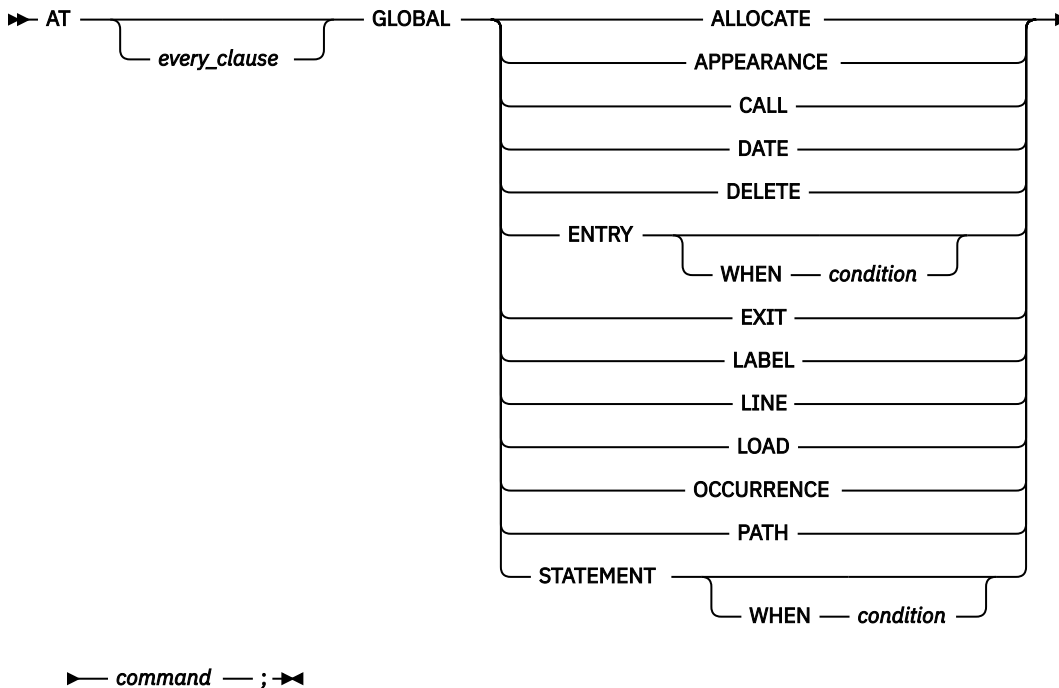 AT GLOBAL ALLOCATE
every_clause APPEARANCE
CALL
DATE
DELETE
ENTRY
WHEN condition
EXIT
LABEL
LINE
LOAD
OCCURRENCE
PATH
STATEMENT
WHEN condition
command ;